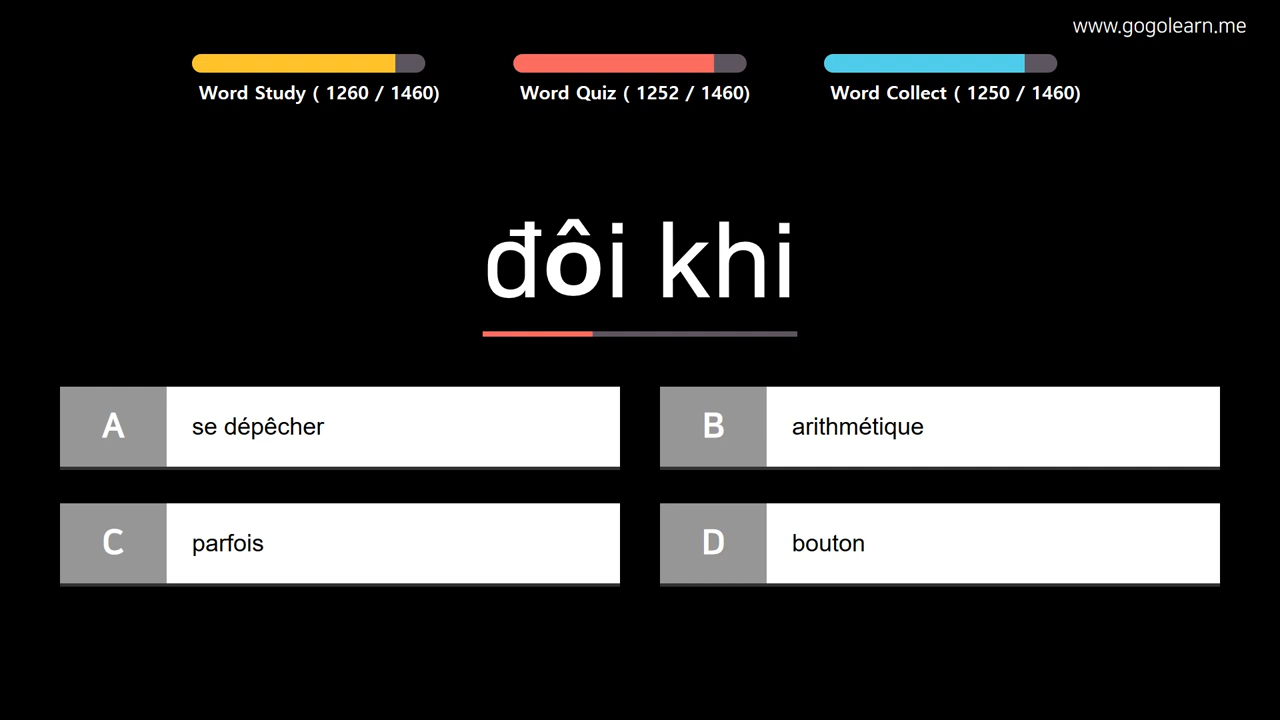 www.gogolearn.me
Word Study ( 1260 / 1460)
Word Quiz ( 1252 / 1460)
Word Collect ( 1250 / 1460)
đôi khi
A
se dépêcher
B
arithmétique
C
parfois
D
bouton